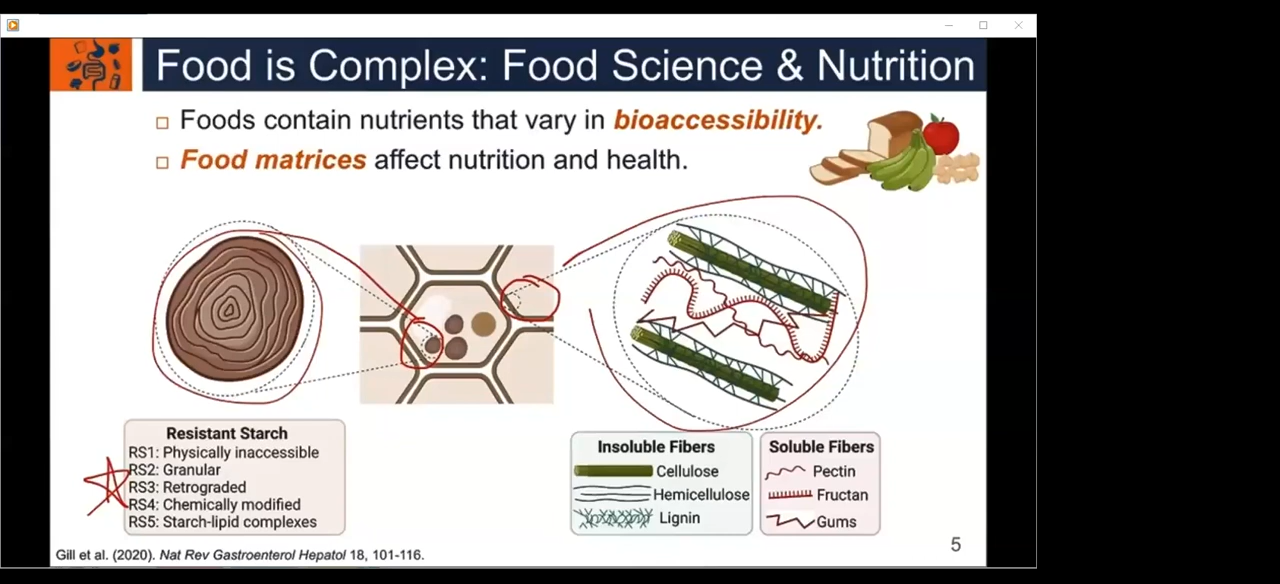 Food is Complex: Food Science & Nutrition
Foods contain nutrients that vary in bioaccessibility.
Food matrices affect nutrition and health.
Resistant Starch
RS1: Physically inaccessible
RS2: Granular
RS3: Retrograded
RS4: Chemically modified
RS5: Starch-lipid complexes
Insoluble Fibers
Cellulose
Hemicellulose
Lignin
Soluble Fibers
Pectin
Fructan
Gums
Gill et al. (2020). Nat Rev Gastroenterol Hepatol 18, 101-116.
5